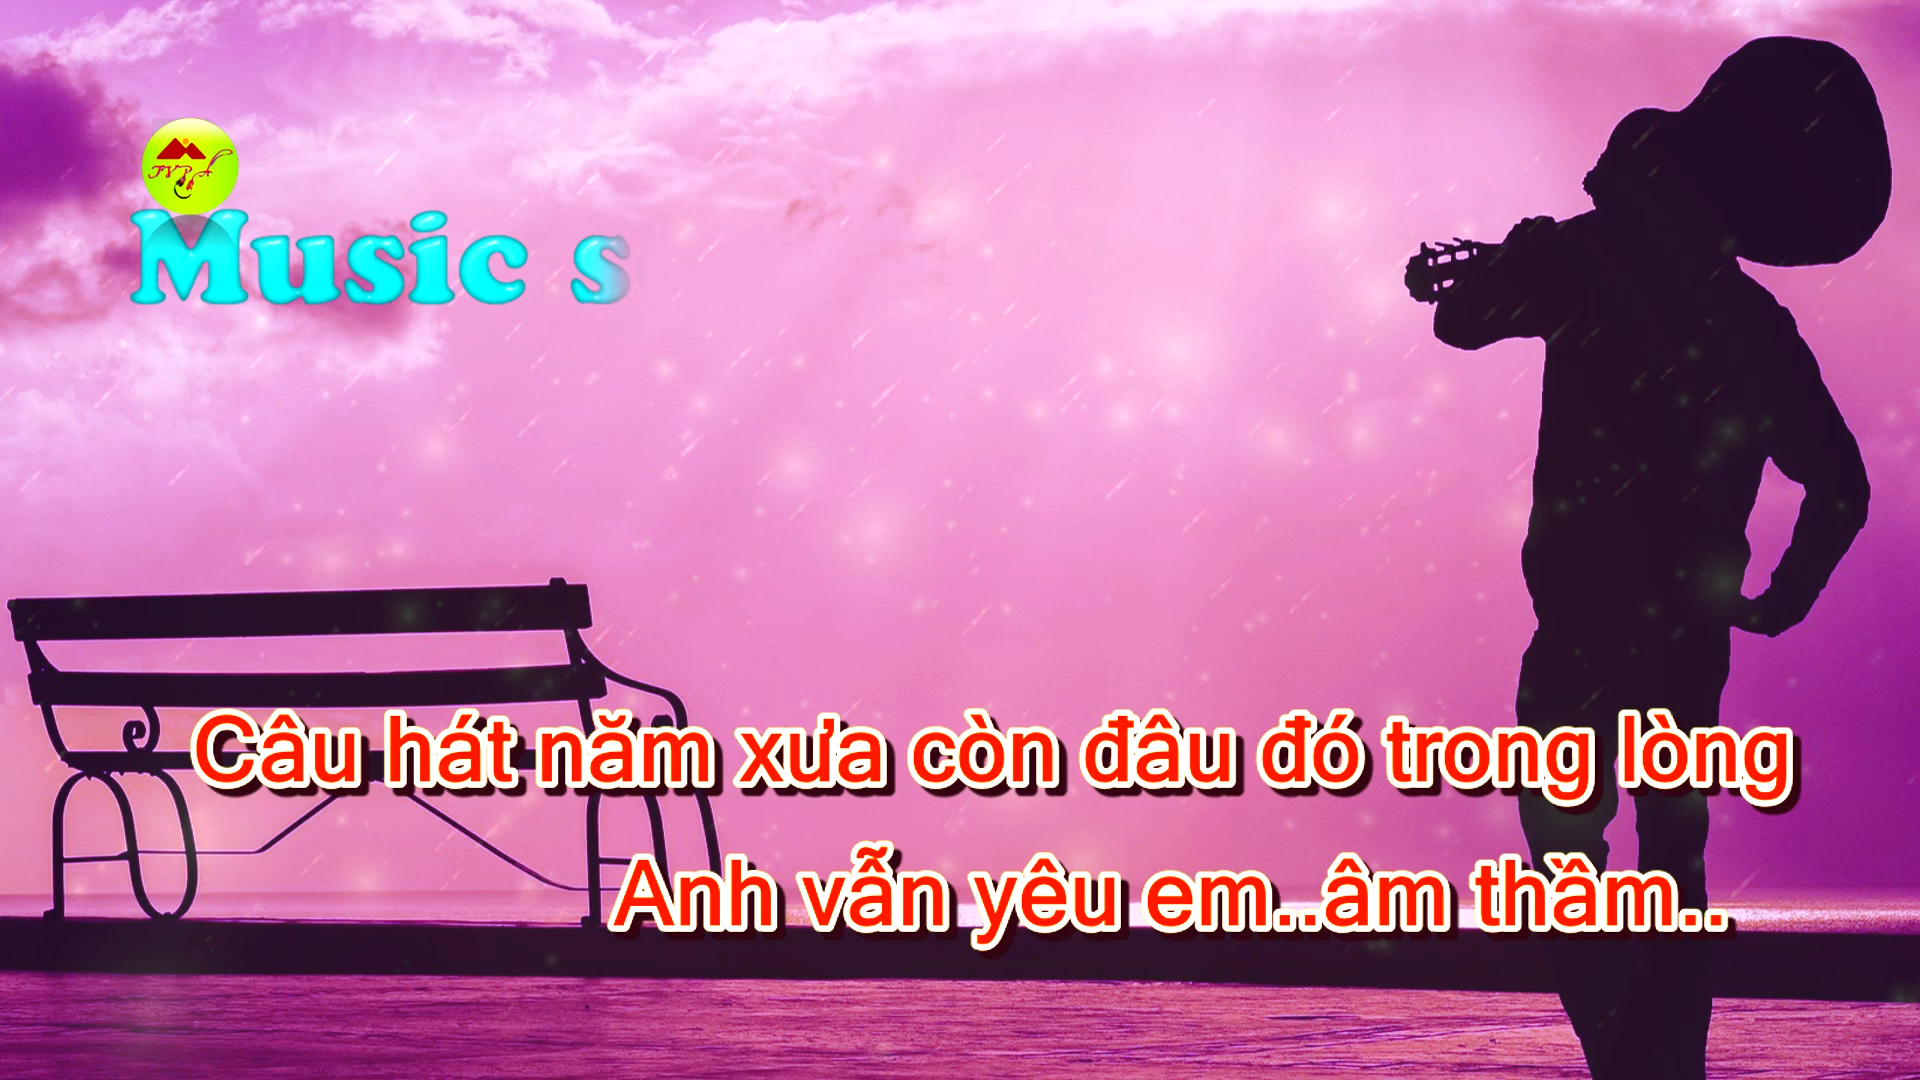 Music s
Câu hát năm xưa còn đâu đó trong lòng
Anh vẫn yêu em..âm thầm..